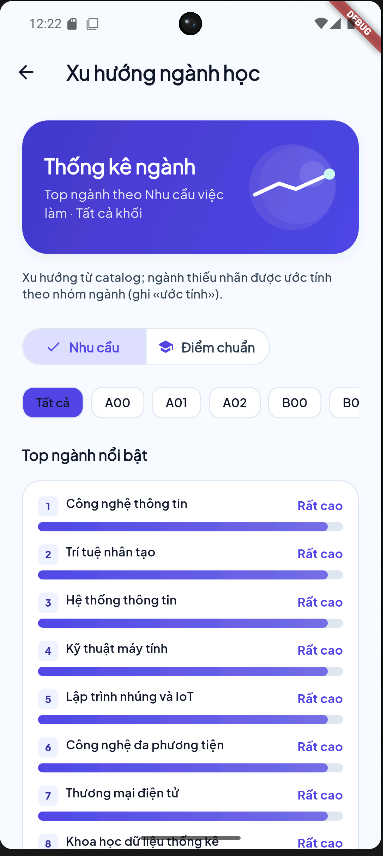 12:22
DEBUG
Xu hướng ngành học
Thống kê ngành
Top ngành theo Nhu cầu việc
làm · Tất cả khối
Xu hướng từ catalog; ngành thiếu nhãn được ước tính
theo nhóm ngành (ghi «ước tính»).
Nhu cầu
Điểm chuẩn
Tất cả
A00
A01
A02
B00
B0
Top ngành nổi bật
1 Công nghệ thông tin Rất cao
2 Trí tuệ nhân tạo Rất cao
3 Hệ thống thông tin Rất cao
4 Kỹ thuật máy tính Rất cao
5 Lập trình nhúng và IoT Rất cao
6 Công nghệ đa phương tiện Rất cao
7 Thương mại điện tử Rất cao
8 Khoa học dữ liệu thống kê Rất cao